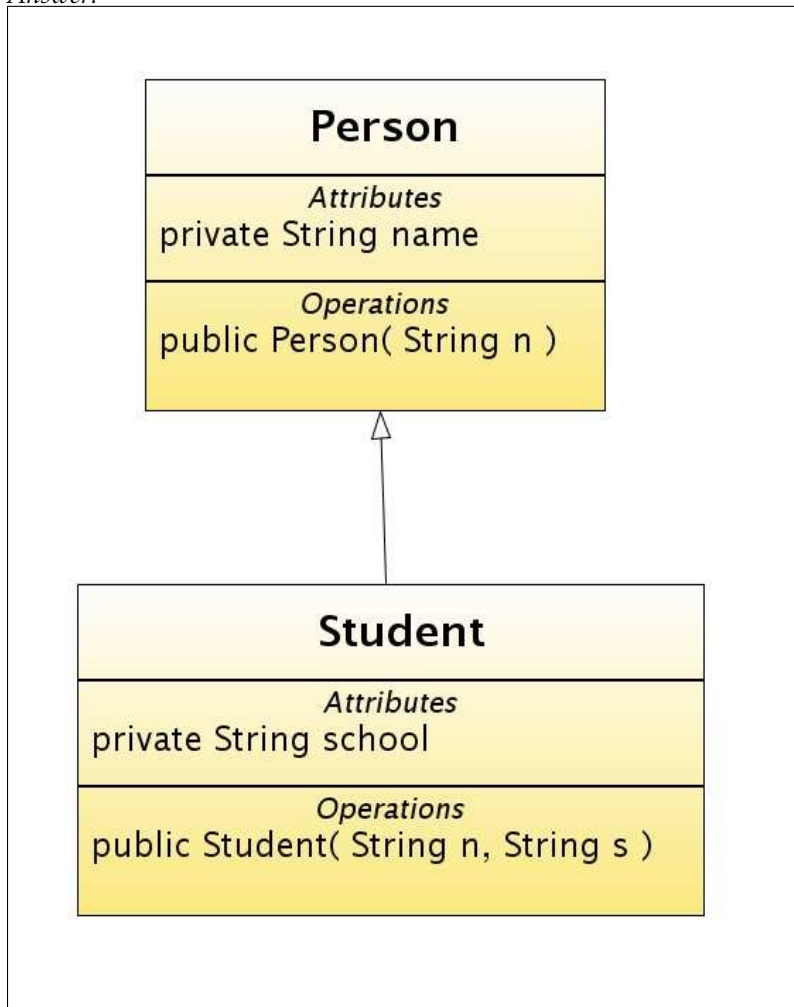 Answer:
Person
Attributes
private String name
Operations
public Person( String n )
Student
Attributes
private String school
Operations
public Student( String n, String s )